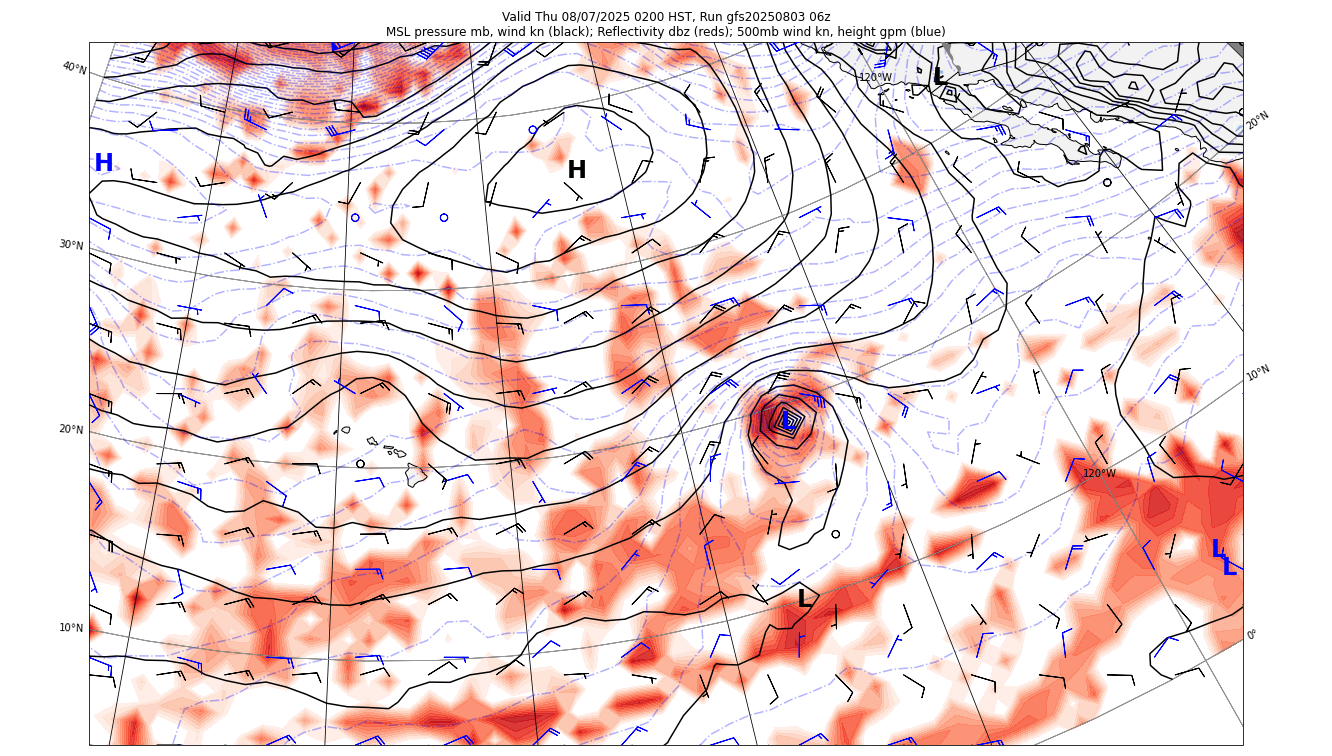 Valid Thu 08/07/2025 0200 HST, Run gfs20250803 06z
MSL pressure mb, wind kn (black); Reflectivity dbz (reds); 500mb wind kn, height gpm (blue)
40°N
120°W
L
20°N
H
H
30°N
10°N
L
20°N
120°W
L
L
L
10°N
0°